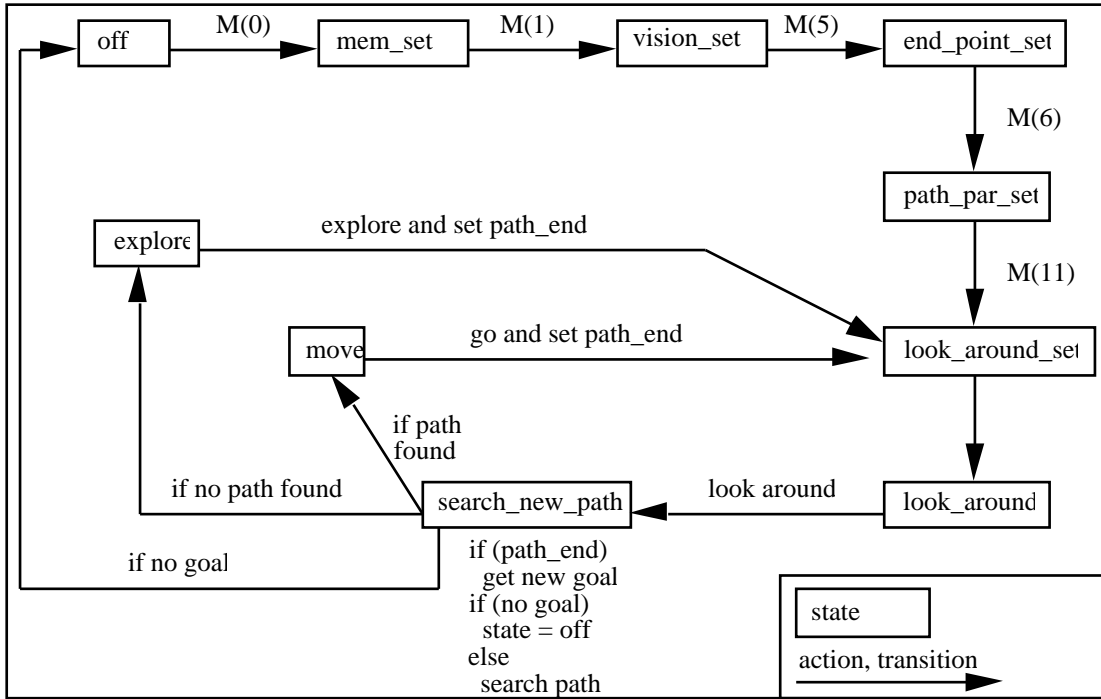 M(0)
M(1)
M(5)
off
mem_set
vision_set
end_point_set
M(6)
path_par_set
explore and set path_end
explore
M(11)
go and set path_end
move
look_around_set
if path
found
if no path found
look around
search_new_path
look_around
if no goal
if (path_end)
get new goal
if (no goal)
state = off
else
search path
state
action, transition